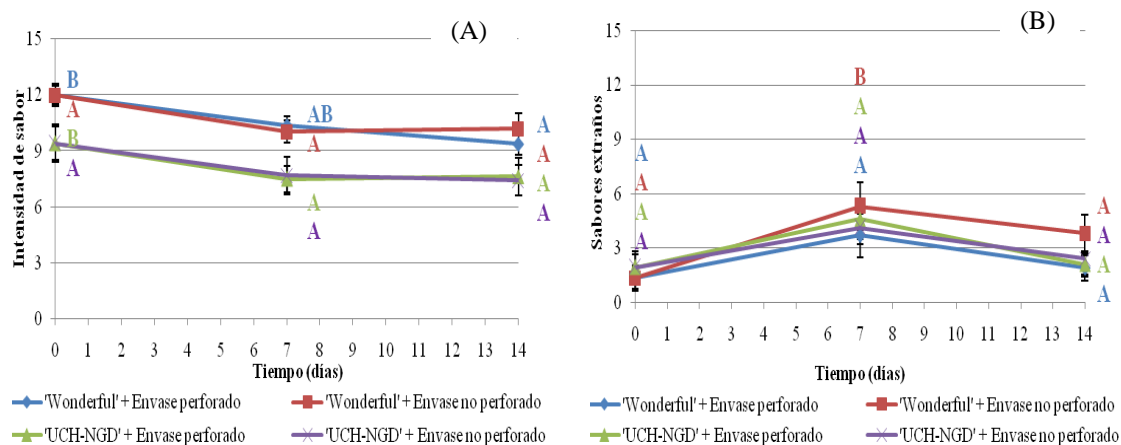 (A)
Intensidad de sabor
15
12
9
6
3
0
B
A
B
A
AB
A
A
A
A
A
A
A
0 1 2 3 4 5 6 7 8 9 10 11 12 13 14
Tiempo (días)
'Wonderful' + Envase perforado
'Wonderful' + Envase no perforado
'UCH-NGD' + Envase perforado
'UCH-NGD' + Envase no perforado
(B)
Sabores extraños
15
12
9
6
3
0
A
A
A
A
B
A
A
A
A
A
A
A
0 1 2 3 4 5 6 7 8 9 10 11 12 13 14
Tiempo (días)
'Wonderful' + Envase perforado
'Wonderful' + Envase no perforado
'UCH-NGD' + Envase perforado
'UCH-NGD' + Envase no perforado